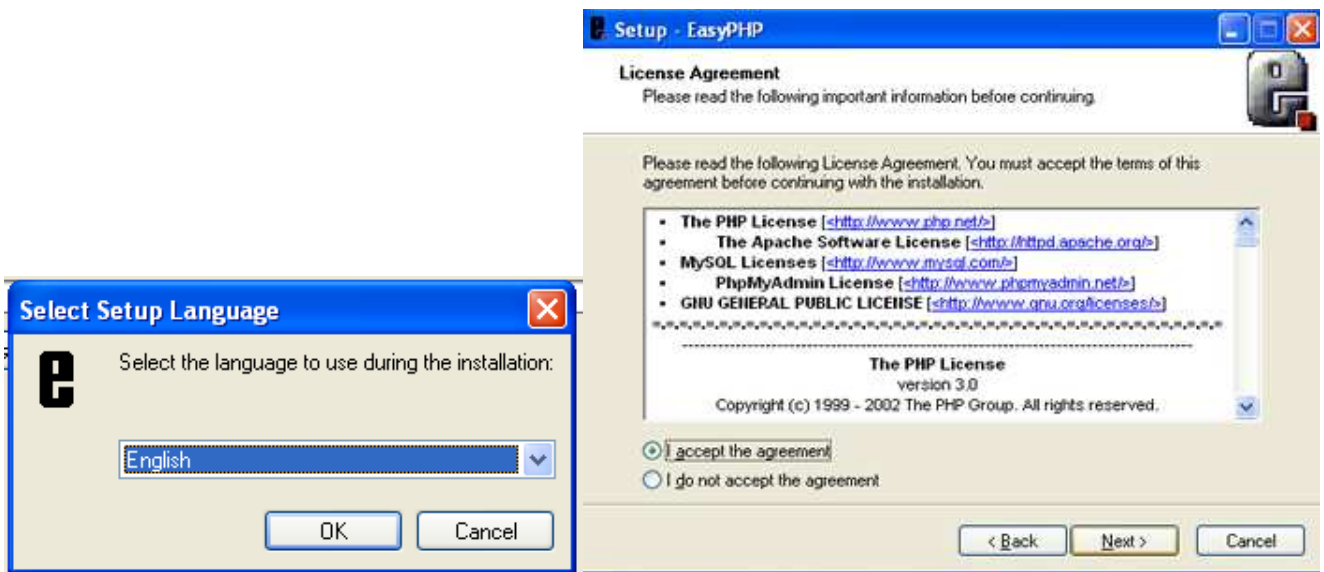 Select Setup Language
Select the language to use during the installation:
English
OK
Cancel
Setup - EasyPHP
License Agreement
Please read the following important information before continuing.
Please read the following License Agreement. You must accept the terms of this
agreement before continuing with the installation.
▪ The PHP License [<http://www.php.net/>]
▪ The Apache Software License [<http://httpd.apache.org/>]
▪ MySQL Licenses [<http://www.mysql.com/>]
▪ PhpMyAdmin License [<http://www.phpmyadmin.net/>]
▪ GNU GENERAL PUBLIC LICENSE [<http://www.gnu.org/licenses/>]
The PHP License
version 3.0
Copyright (c) 1999 - 2002 The PHP Group. All rights reserved.
I accept the agreement
I do not accept the agreement
< Back
Next >
Cancel